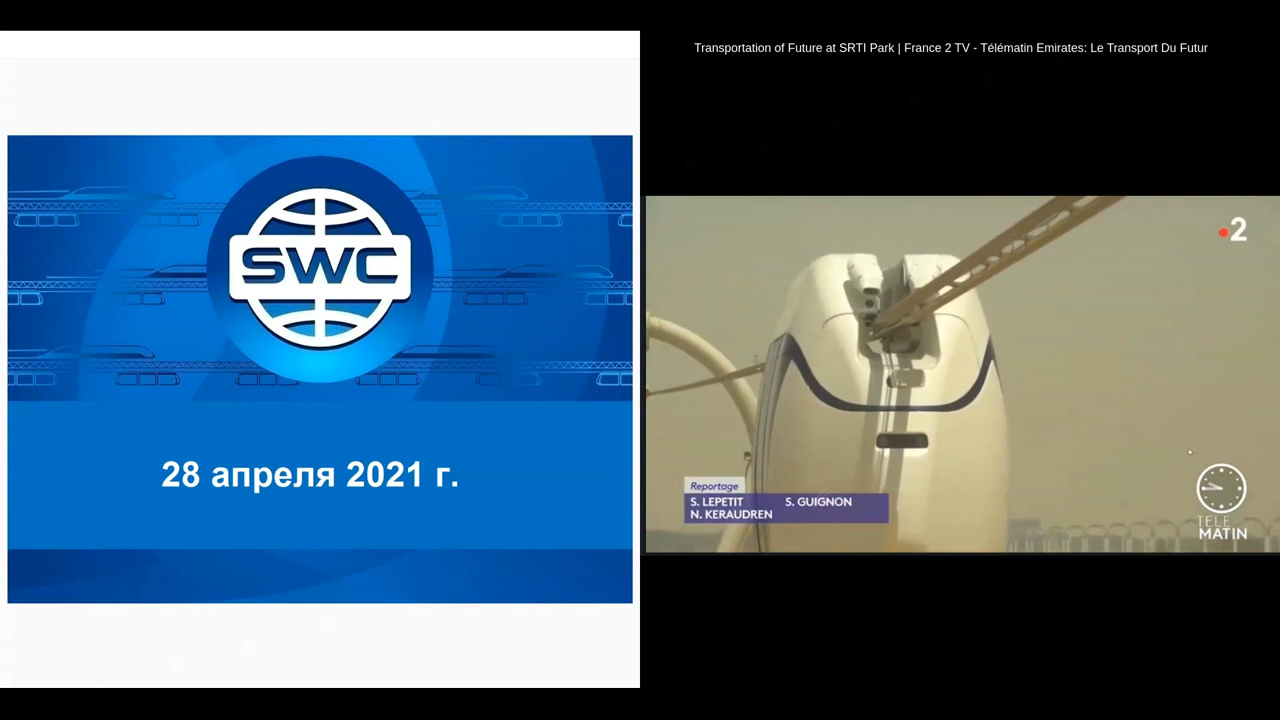 SWC
28 апреля 2021 г.
Transportation of Future at SRTI Park | France 2 TV - Télématin Emirates: Le Transport Du Futur
2
Reportage
S. LEPETIT S. GUIGNON
N. KERAUDREN
TELE
MATIN